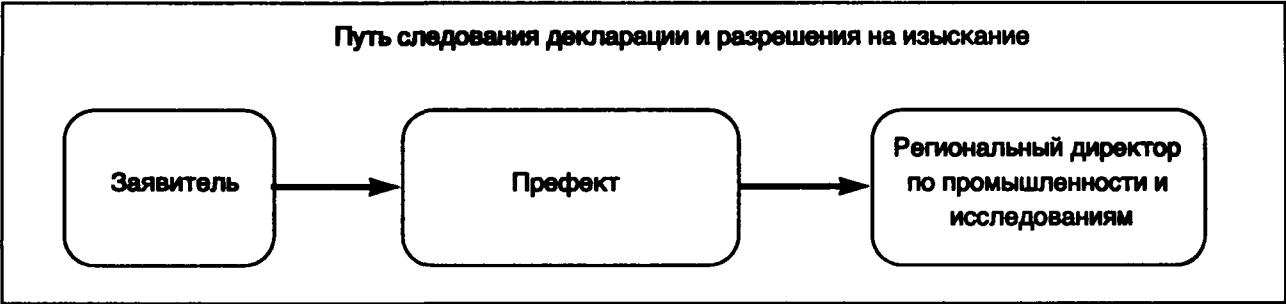 Путь следования декларации и разрешения на изыскание
Заявитель
Префект
Региональный директор
по промышленности и
исследованиям